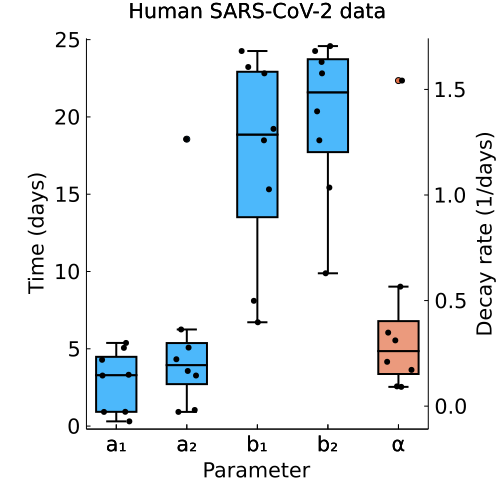 Human SARS-CoV-2 data
Time (days)
25
20
15
10
5
0
1.5
1.0
0.5
0.0
Decay rate (1/days)
a₁ a₂ b₁ b₂ α
Parameter